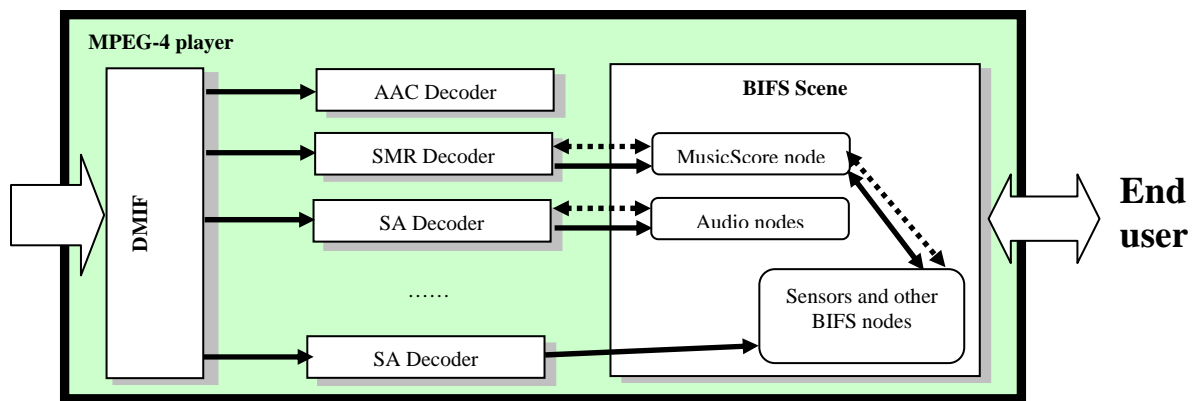 MPEG-4 player
DMIF
AAC Decoder
SMR Decoder
SA Decoder
......
SA Decoder
BIFS Scene
MusicScore node
Audio nodes
Sensors and other
BIFS nodes
End
user